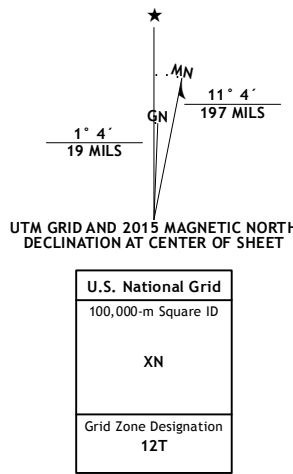 ★
MN
GN
11° 4´
197 MILS
1° 4´
19 MILS
UTM GRID AND 2015 MAGNETIC NORTH
DECLINATION AT CENTER OF SHEET
U.S. National Grid
100,000-m Square ID
XN
Grid Zone Designation
12T